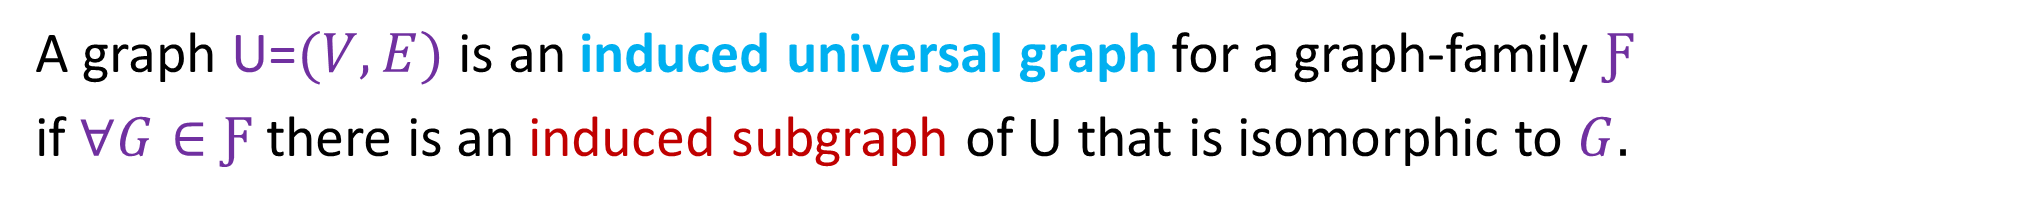 A graph U=(V, E) is an induced universal graph for a graph-family Ƒ
if ∀G ∈ Ƒ there is an induced subgraph of U that is isomorphic to G.